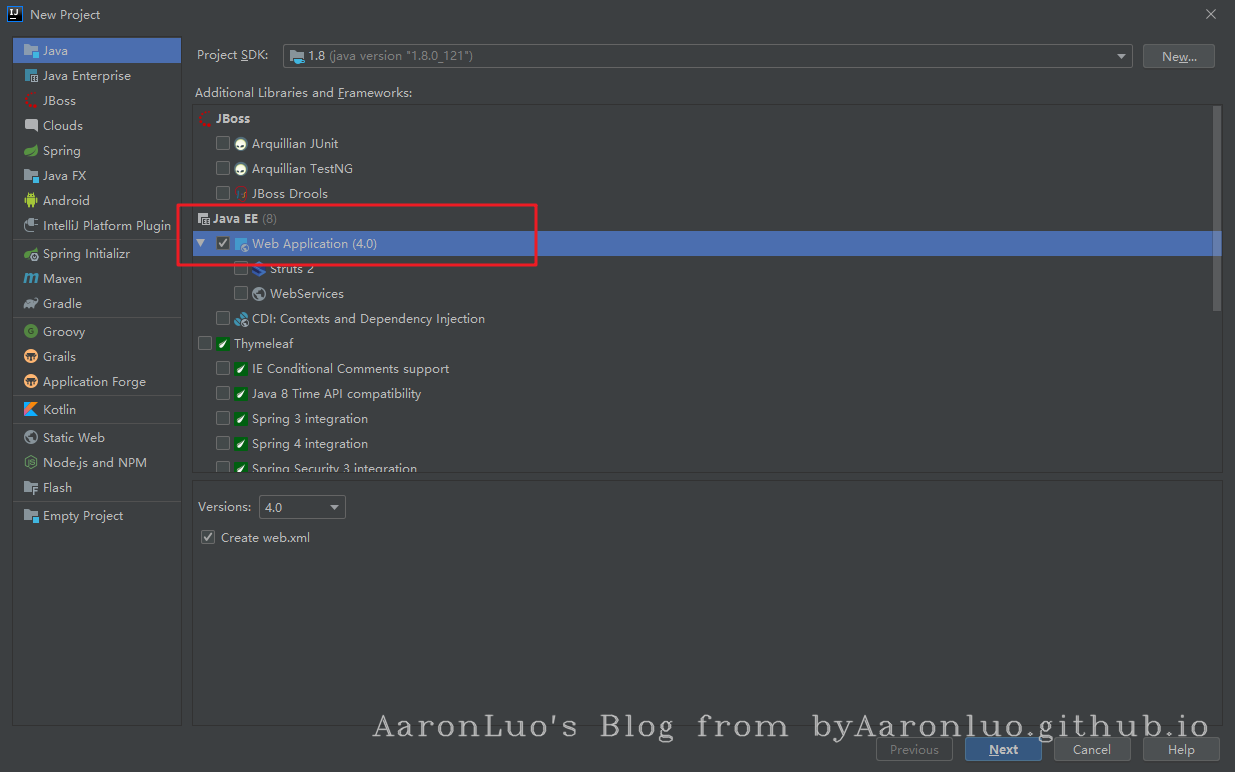 New Project
Java
Java Enterprise
JBoss
Clouds
Spring
Java FX
Android
IntelliJ Platform Plugin
Spring Initializr
Maven
Gradle
Groovy
Grails
Application Forge
Kotlin
Static Web
Node.js and NPM
Flash
Empty Project
Project SDK: 1.8 (java version "1.8.0_121") New...
Additional Libraries and Frameworks:
JBoss
Arquillian JUnit
Arquillian TestNG
JBoss Drools
Java EE (8)
Web Application (4.0)
Struts 2
WebServices
CDI: Contexts and Dependency Injection
Thymeleaf
IE Conditional Comments support
Java 8 Time API compatibility
Spring 3 integration
Spring 4 integration
Spring Security 3 integration
Versions: 4.0
Create web.xml
AaronLuo's Blog from byAaronluo.github.io
Previous Next Cancel Help